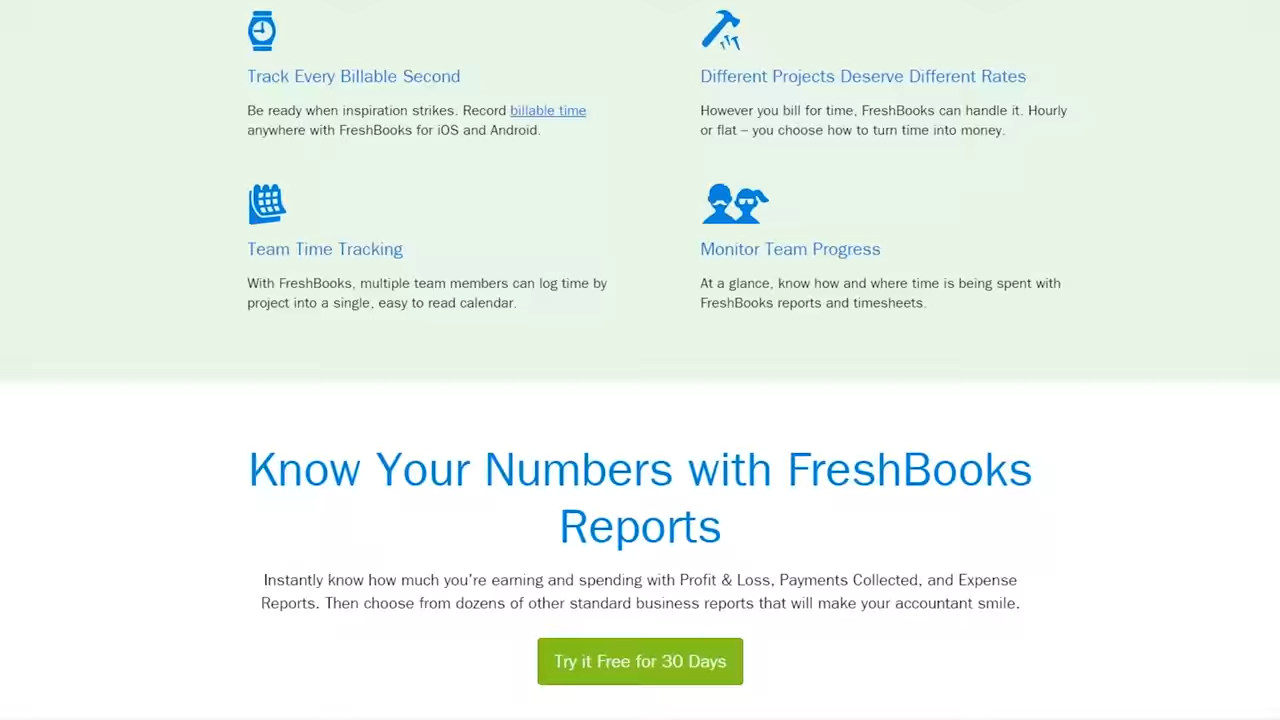 Track Every Billable Second
Be ready when inspiration strikes. Record billable time
anywhere with FreshBooks for iOS and Android.
Different Projects Deserve Different Rates
However you bill for time, FreshBooks can handle it. Hourly
or flat – you choose how to turn time into money.
Team Time Tracking
With FreshBooks, multiple team members can log time by
project into a single, easy to read calendar.
Monitor Team Progress
At a glance, know how and where time is being spent with
FreshBooks reports and timesheets.
Know Your Numbers with FreshBooks
Reports
Instantly know how much you’re earning and spending with Profit & Loss, Payments Collected, and Expense
Reports. Then choose from dozens of other standard business reports that will make your accountant smile.
Try it Free for 30 Days